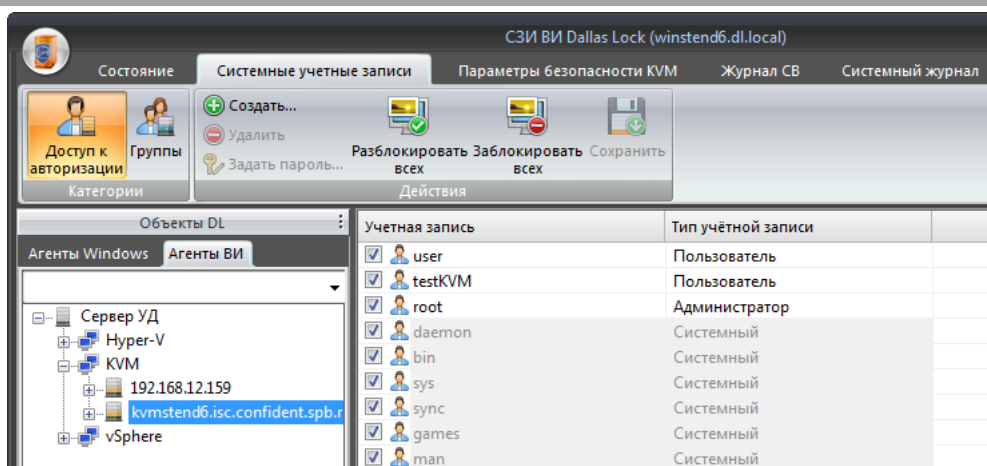 СЗИ ВИ Dallas Lock (winstend6.dl.local)
Состояние Системные учетные записи Параметры безопасности KVM Журнал СВ Системный журнал
Доступ к авторизации
Группы
Категории
Создать...
Удалить
Задать пароль...
Разблокировать всех
Заблокировать всех
Сохранить
Действия
Объекты DL
Агенты Windows Агенты ВИ
Сервер УД
Hyper-V
KVM
192.168.12.159
kvmstend6.isc.confident.spb.r
vSphere
Учетная запись Тип учётной записи
user Пользователь
testKVM Пользователь
root Администратор
daemon Системный
bin Системный
sys Системный
sync Системный
games Системный
man Системный